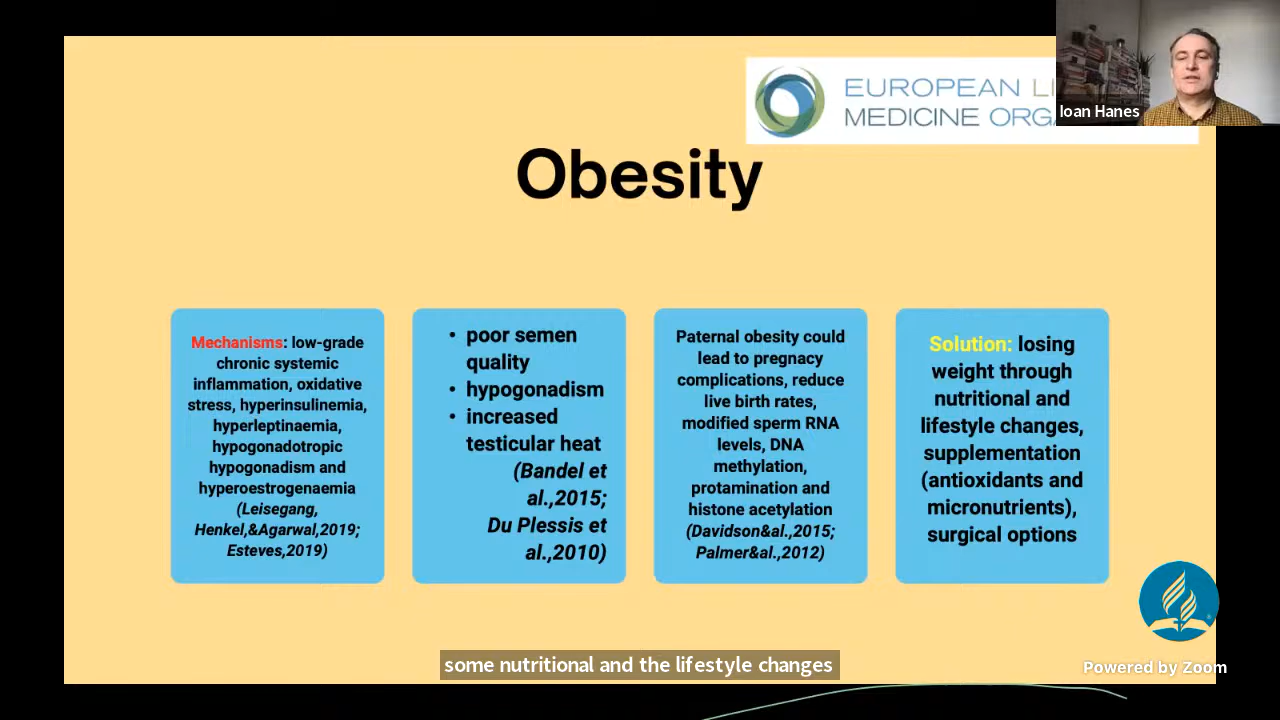 EUROPEAN
MEDICINE
Ioan Hanes
Obesity
Mechanisms: low-grade
chronic systemic
inflammation, oxidative
stress, hyperinsulinemia,
hyperleptinaemia,
hypogonadotropic
hypogonadism and
hyperoestrogenaemia
(Leisegang,
Henkel,&Agarwal,2019;
Esteves,2019)
• poor semen
quality
• hypogonadism
• increased
testicular heat
(Bandel et
al.,2015;
Du Plessis et
al.,2010)
Paternal obesity could
lead to pregnacy
complications, reduce
live birth rates,
modified sperm RNA
levels, DNA
methylation,
protamination and
histone acetylation
(Davidson&al.,2015;
Palmer&al.,2012)
Solution: losing
weight through
nutritional and
lifestyle changes,
supplementation
(antioxidants and
micronutrients),
surgical options
some nutritional and the lifestyle changes
Powered by Zoom